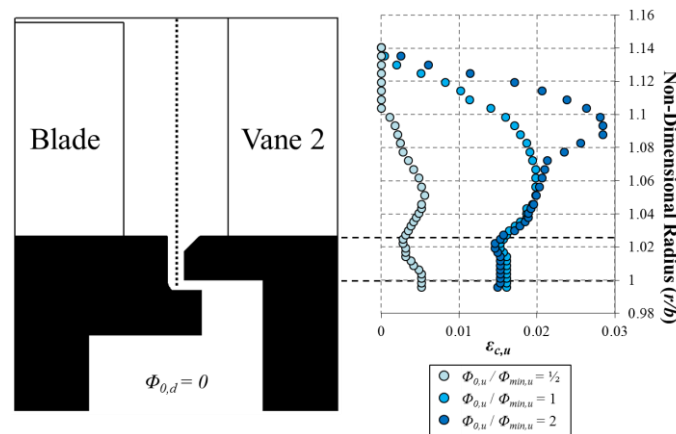 Blade
Vane 2
Φ0,d = 0
1.16
1.14
1.12
1.1
1.08
1.06
1.04
1.02
1
0.98
Non-Dimensional Radius (r/b)
0
0.01
0.02
0.03
εc,u
Φ0,u / Φmin,u = ½
Φ0,u / Φmin,u = 1
Φ0,u / Φmin,u = 2